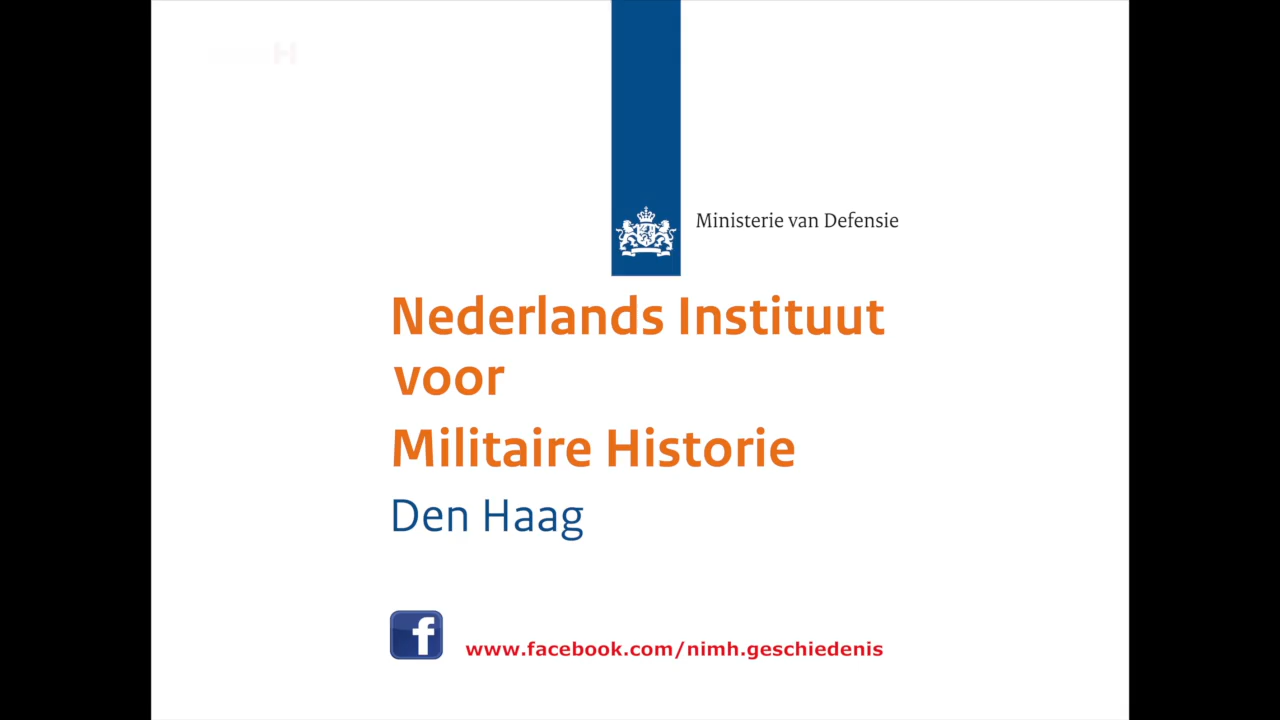 Ministerie van Defensie
Nederlands Instituut
voor
Militaire Historie
Den Haag
f
www.facebook.com/nimh.geschiedenis